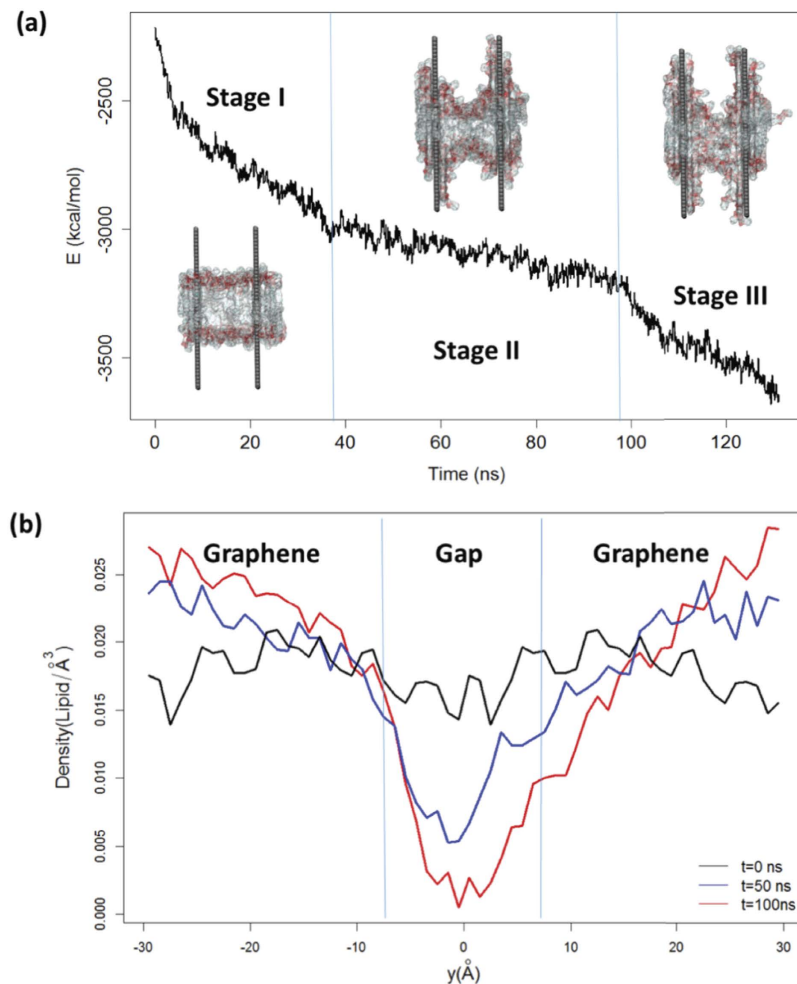 (a)
Stage I
Stage II
Stage III
E (kcal/mol)
-2500
-3000
-3500
0
20
40
60
80
100
120
Time (ns)
(b)
Graphene
Gap
Graphene
Density(Lipid/Å³)
0.025
0.020
0.015
0.010
0.005
0.000
t=0 ns
t=50 ns
t=100ns
-30
-20
-10
0
10
20
30
y(Å)